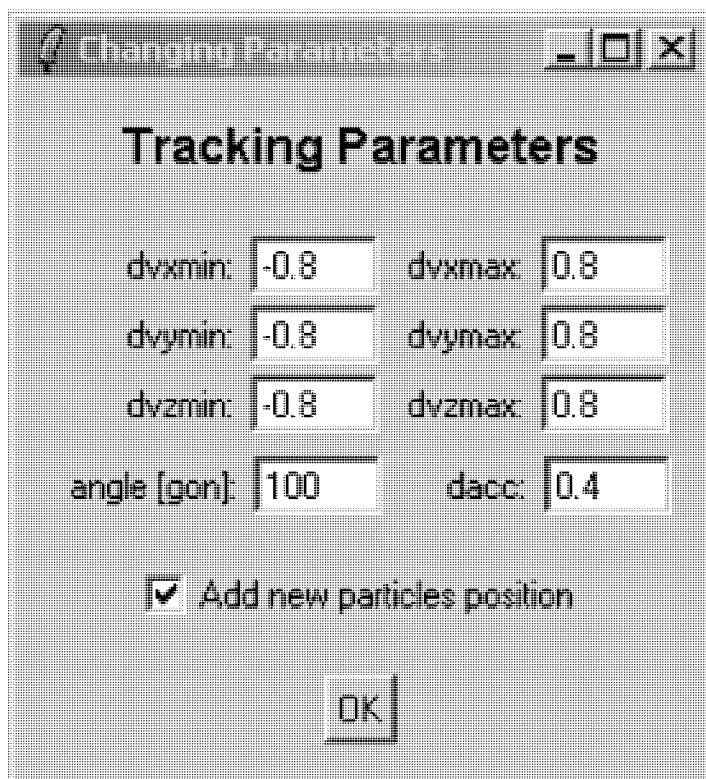 Changing Parameters
Tracking Parameters
dvxmin: -0.8 dvxmax: 0.8
dvymin: -0.8 dvymax: 0.8
dvzmin: -0.8 dvzmax: 0.8
angle [gon]: 100 dacc: 0.4
Add new particles position
OK